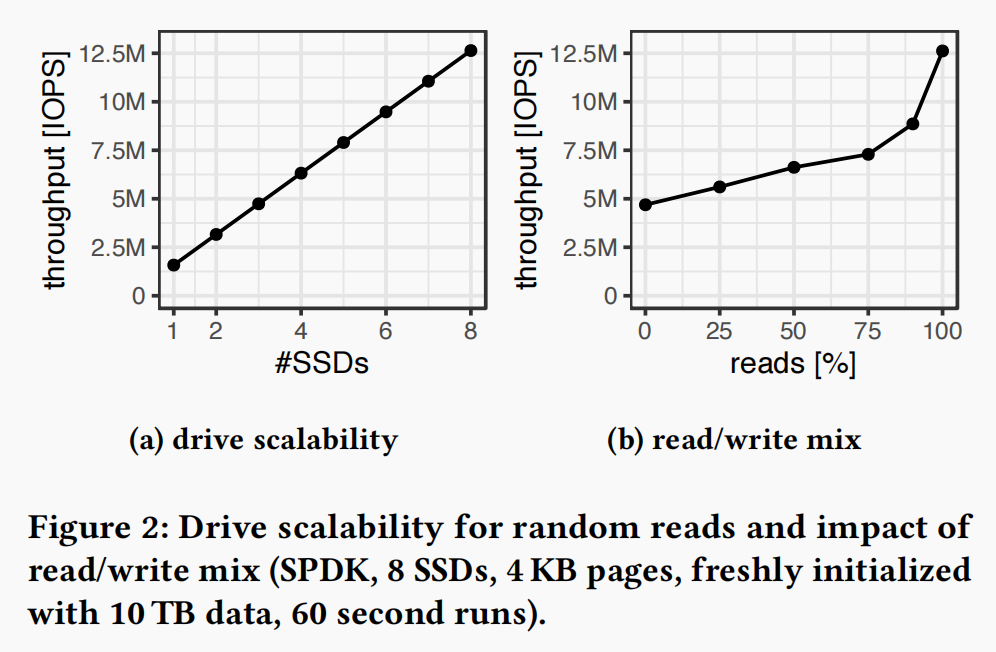 throughput [IOPS]
12.5M
10M
7.5M
5M
2.5M
0
1 2 4 6 8
#SSDs
(a) drive scalability
throughput [IOPS]
12.5M
10M
7.5M
5M
2.5M
0
0 25 50 75 100
reads [%]
(b) read/write mix
Figure 2: Drive scalability for random reads and impact of
read/write mix (SPDK, 8 SSDs, 4 KB pages, freshly initialized
with 10 TB data, 60 second runs).